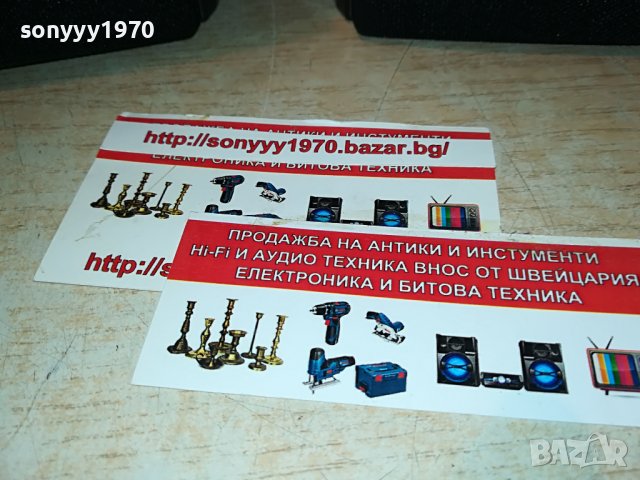 sonyyy1970
http://sonyyy1970.bazar.bg/
ЕЛЕКТРОНИКА И БИТОВА ТЕХНИКА
http://s
ПРОДАЖБА НА АНТИКИ И ИНСТУМЕНТИ
Hi-Fi И АУДИО ТЕХНИКА ВНОС ОТ ШВЕЙЦАРИЯ
ЕЛЕКТРОНИКА И БИТОВА ТЕХНИКА
BAZAR